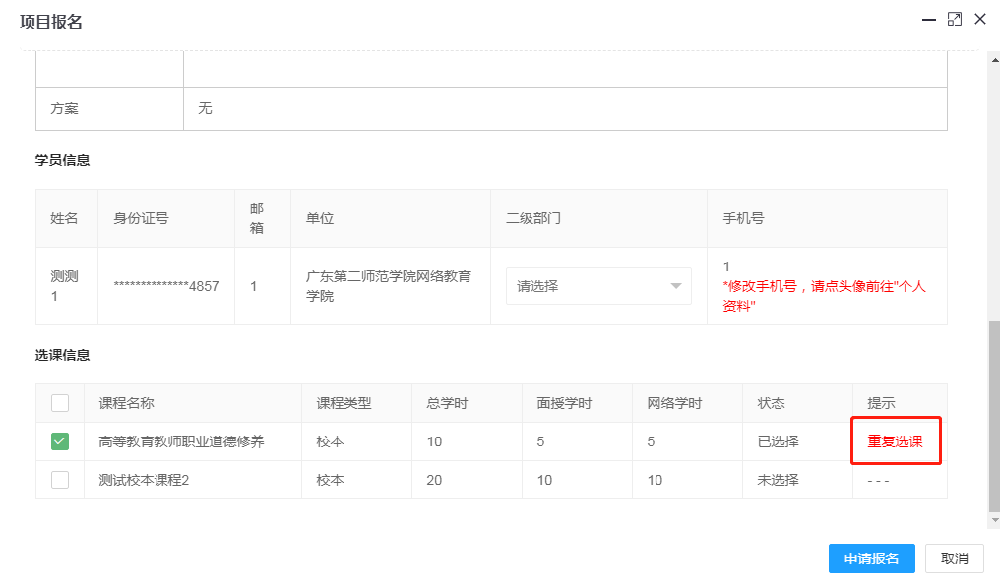 项目报名
方案 无
学员信息
姓名 身份证号 邮箱 单位 二级部门 手机号
测测1 **************4857 1 广东第二师范学院网络教育学院 请选择 1
*修改手机号，请点头像前往"个人资料"
选课信息
课程名称 课程类型 总学时 面授学时 网络学时 状态 提示
高等教育教师职业道德修养 校本 10 5 5 已选择 重复选课
测试校本课程2 校本 20 10 10 未选择 ---
申请报名 取消